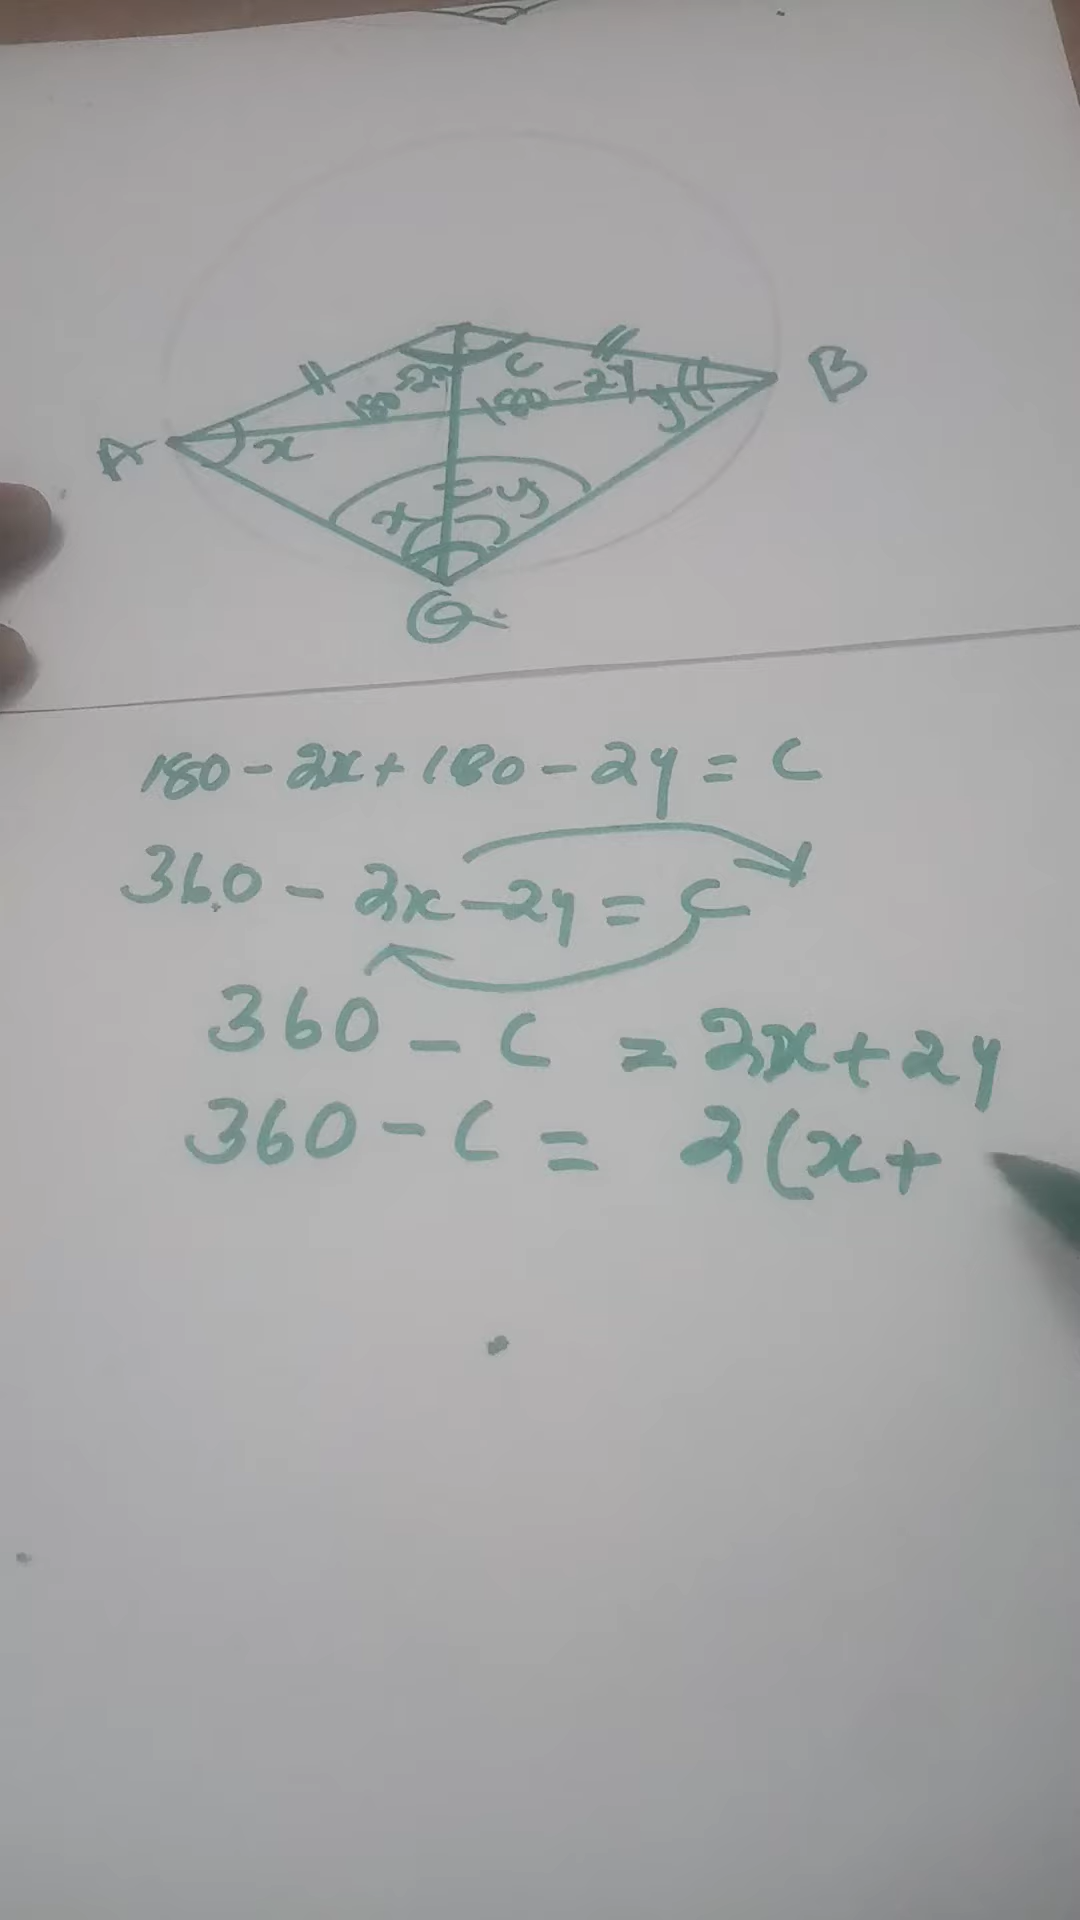 C
180-2x
180-2y
B
A
x
y
x
y
Q
180-2x+180-2y=C
360-2x-2y=C
360-C=2x+2y
360-C=2(x+